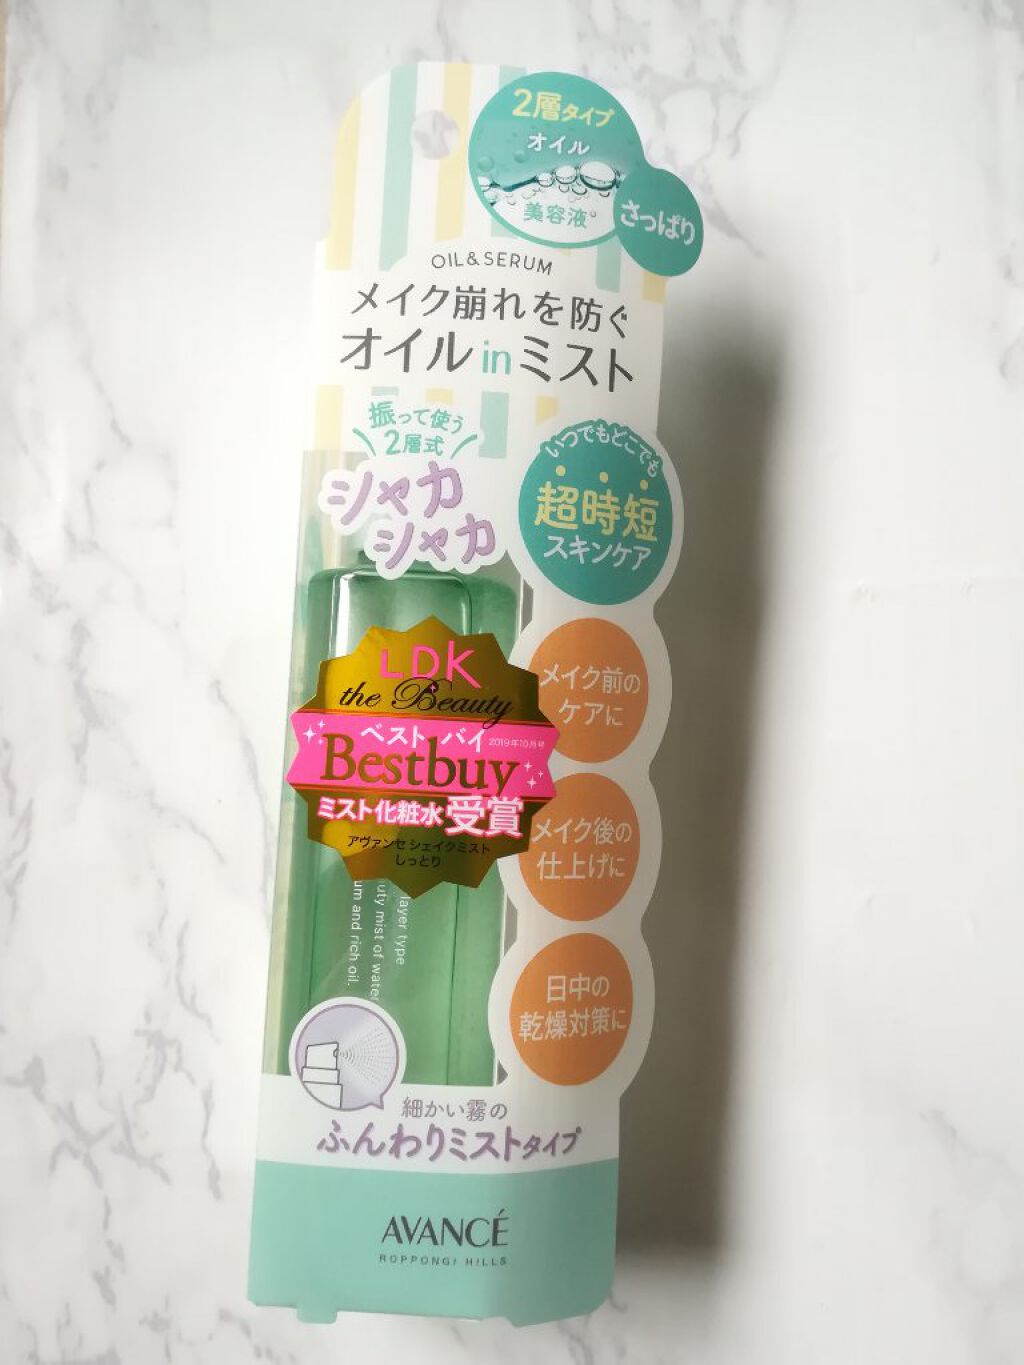 2層タイプ
オイル
美容液
さっぱり
OIL&SERUM
メイク崩れを防ぐ
オイルinミスト
振って使う
2層式
シャカ
シャカ
いつでもどこでも
超時短
スキンケア
LDK
the Beauty
ベストバイ 2019年10月号
Bestbuy
ミスト化粧水 受賞
アヴァンセ シェイクミスト
しっとり
メイク前の
ケアに
メイク後の
仕上げに
日中の
乾燥対策に
layer type
mist of water
and rich oil.
細かい霧の
ふんわりミストタイプ
AVANCÉ
ROPPONGI HILLS